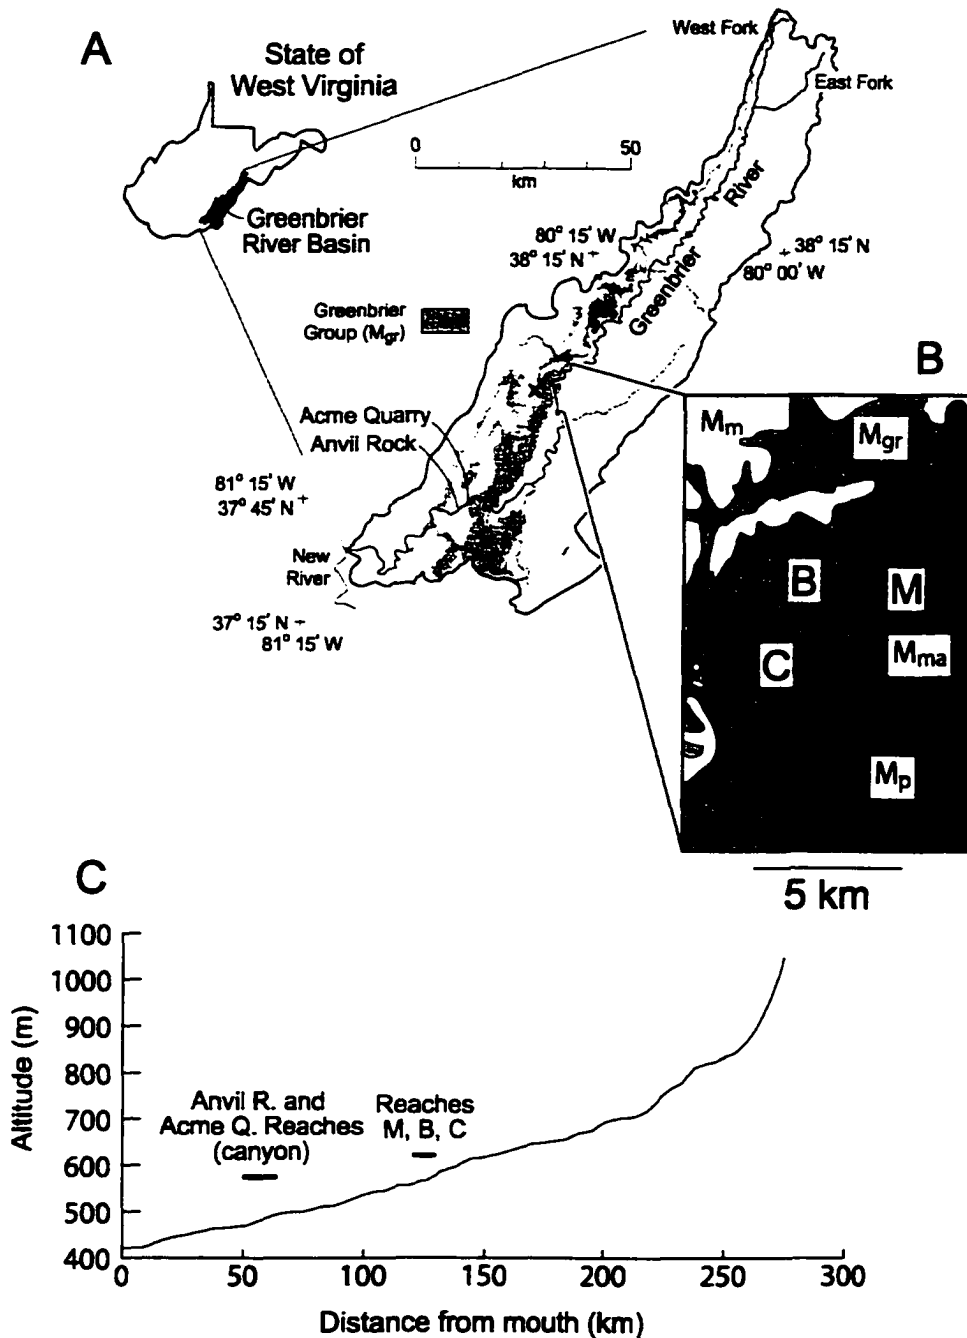 A
State of
West Virginia
Greenbrier
River Basin
0 50
km
West Fork
East Fork
River
Greenbrier
80° 15′ W
38° 15′ N +
+ 38° 15′ N
80° 00′ W
Greenbrier
Group (Mgr)
Acme Quarry
Anvil Rock
81° 15′ W
37° 45′ N +
New
River
37° 15′ N +
81° 15′ W
B
Mm
Mgr
B
M
C
Mma
Mp
5 km
C
Altitude (m)
1100
1000
900
800
700
600
500
400
Anvil R. and
Acme Q. Reaches
(canyon)
Reaches
M, B, C
0 50 100 150 200 250 300
Distance from mouth (km)